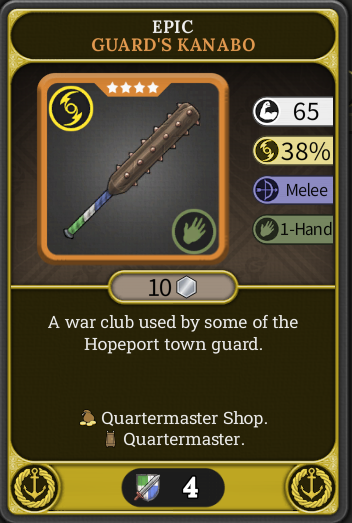 EPIC
GUARD'S KANABO
65
38%
Melee
1-Hand
10
A war club used by some of the
Hopeport town guard.
Quartermaster Shop.
Quartermaster.
4